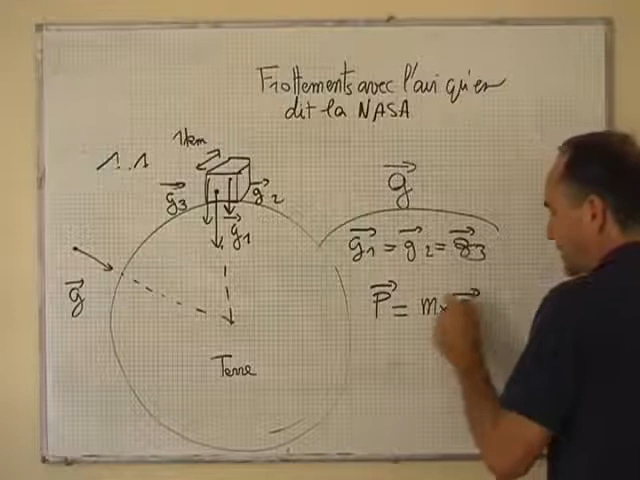 Frottements avec l'air qu'en
dit la NASA
1km
1..1
g3
g2
g
g1
g1 = g2 = g3
g
P = m×
Terre